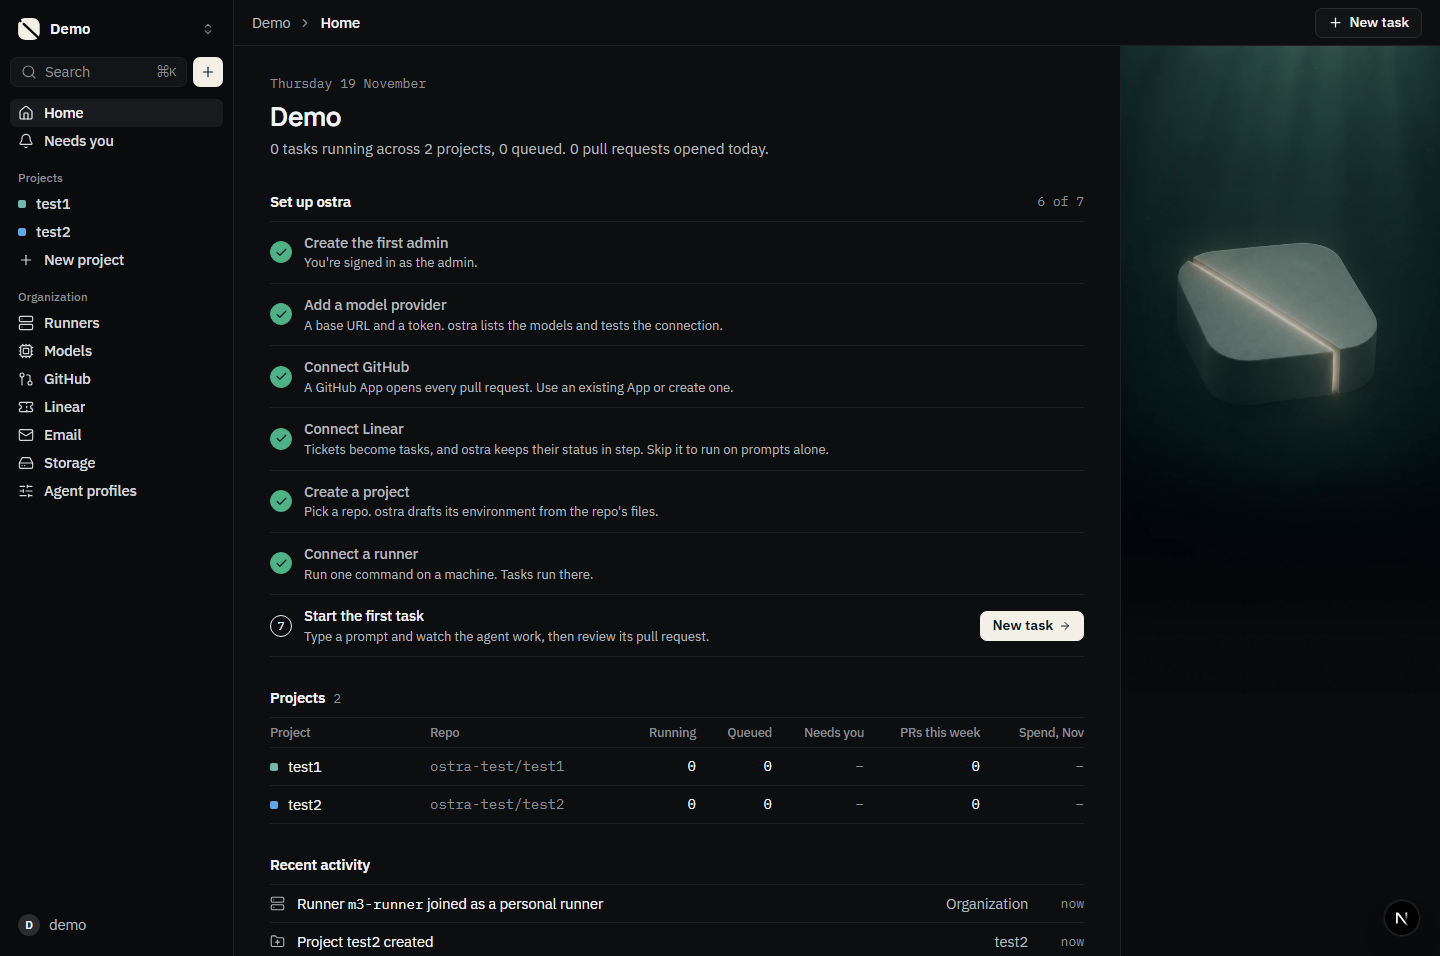 Demo
Search ⌘K
Home
Needs you
Projects
test1
test2
New project
Organization
Runners
Models
GitHub
Linear
Email
Storage
Agent profiles
D demo
Demo > Home
New task
Thursday 19 November
Demo
0 tasks running across 2 projects, 0 queued. 0 pull requests opened today.
Set up ostra 6 of 7
Create the first admin
You're signed in as the admin.
Add a model provider
A base URL and a token. ostra lists the models and tests the connection.
Connect GitHub
A GitHub App opens every pull request. Use an existing App or create one.
Connect Linear
Tickets become tasks, and ostra keeps their status in step. Skip it to run on prompts alone.
Create a project
Pick a repo. ostra drafts its environment from the repo's files.
Connect a runner
Run one command on a machine. Tasks run there.
7 Start the first task
Type a prompt and watch the agent work, then review its pull request.
New task →
Projects 2
Project Repo Running Queued Needs you PRs this week Spend, Nov
test1 ostra-test/test1 0 0 – 0 –
test2 ostra-test/test2 0 0 – 0 –
Recent activity
Runner m3-runner joined as a personal runner Organization now
Project test2 created test2 now
N